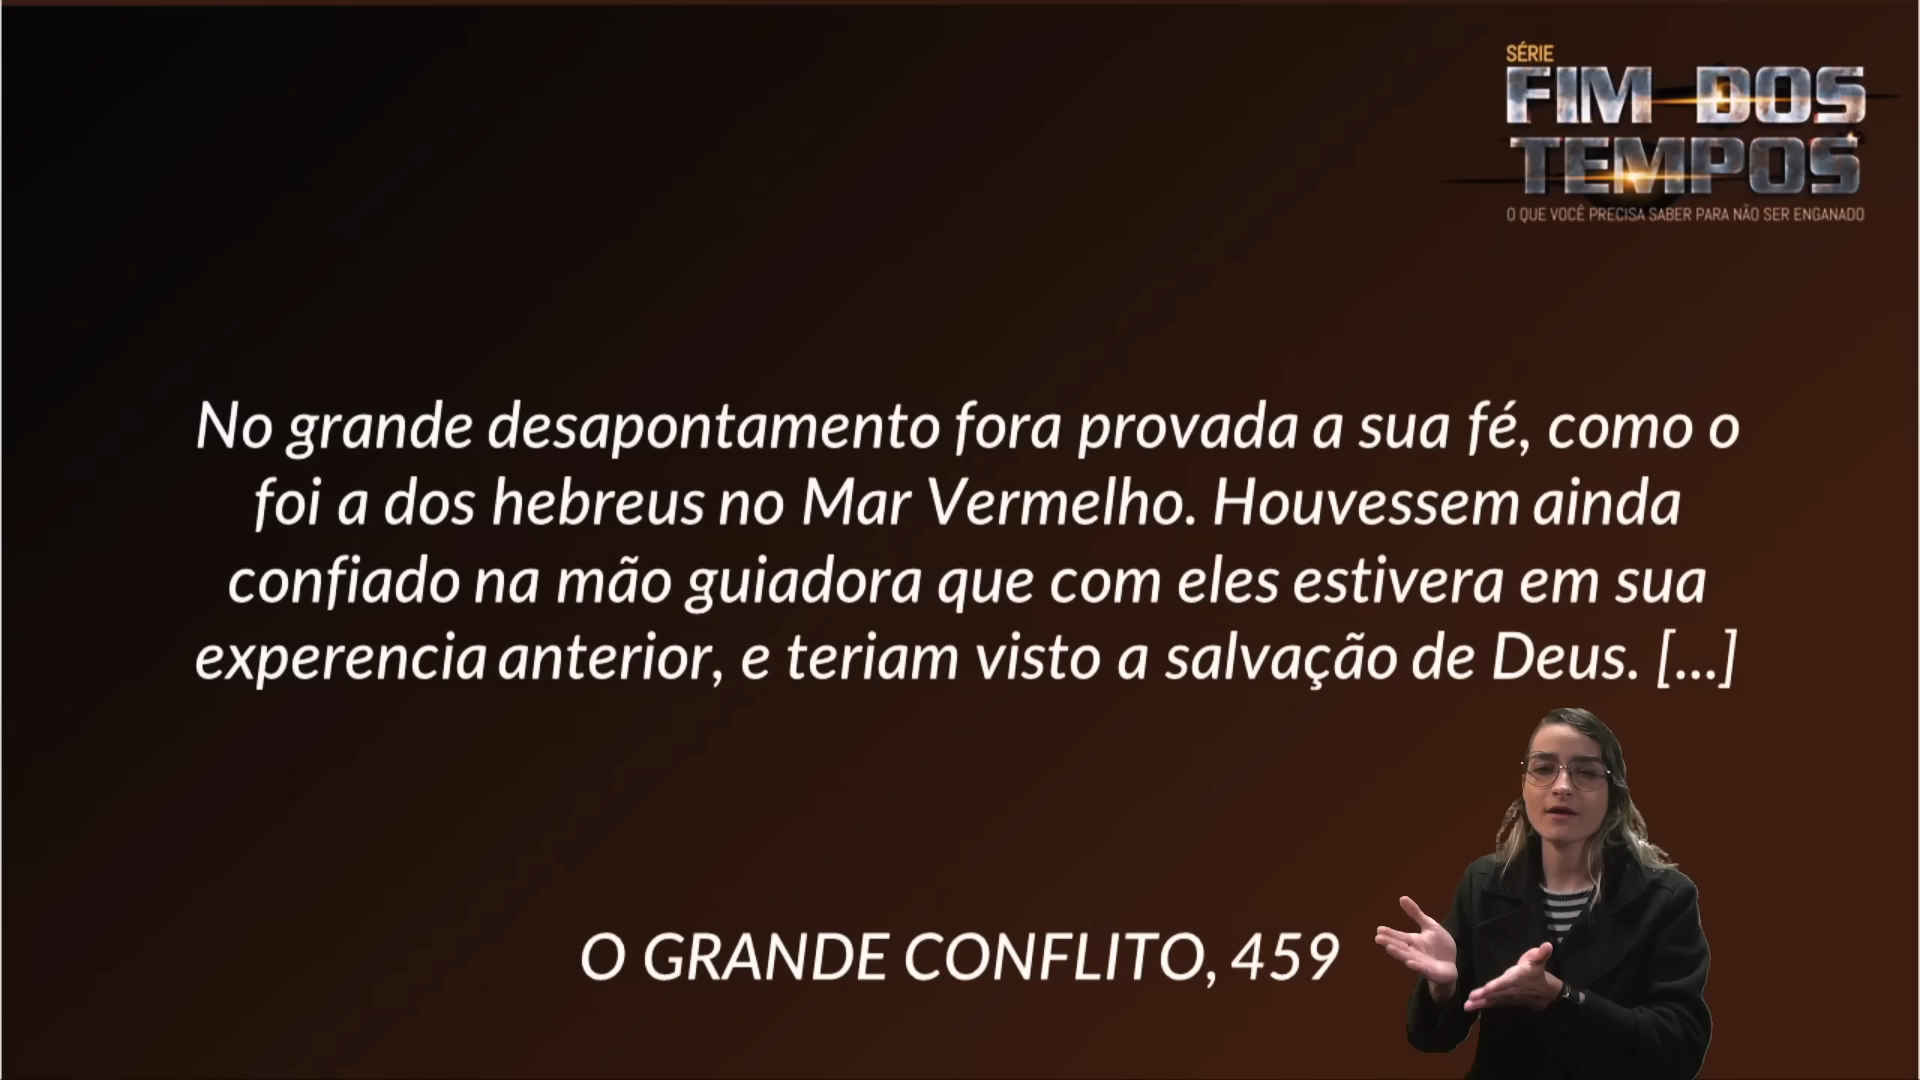 SÉRIE
FIM DOS
TEMPOS
O QUE VOCÊ PRECISA SABER PARA NÃO SER ENGANADO
No grande desapontamento fora provada a sua fé, como o
foi a dos hebreus no Mar Vermelho. Houvessem ainda
confiado na mão guiadora que com eles estivera em sua
experencia anterior, e teriam visto a salvação de Deus. [...]
O GRANDE CONFLITO, 459